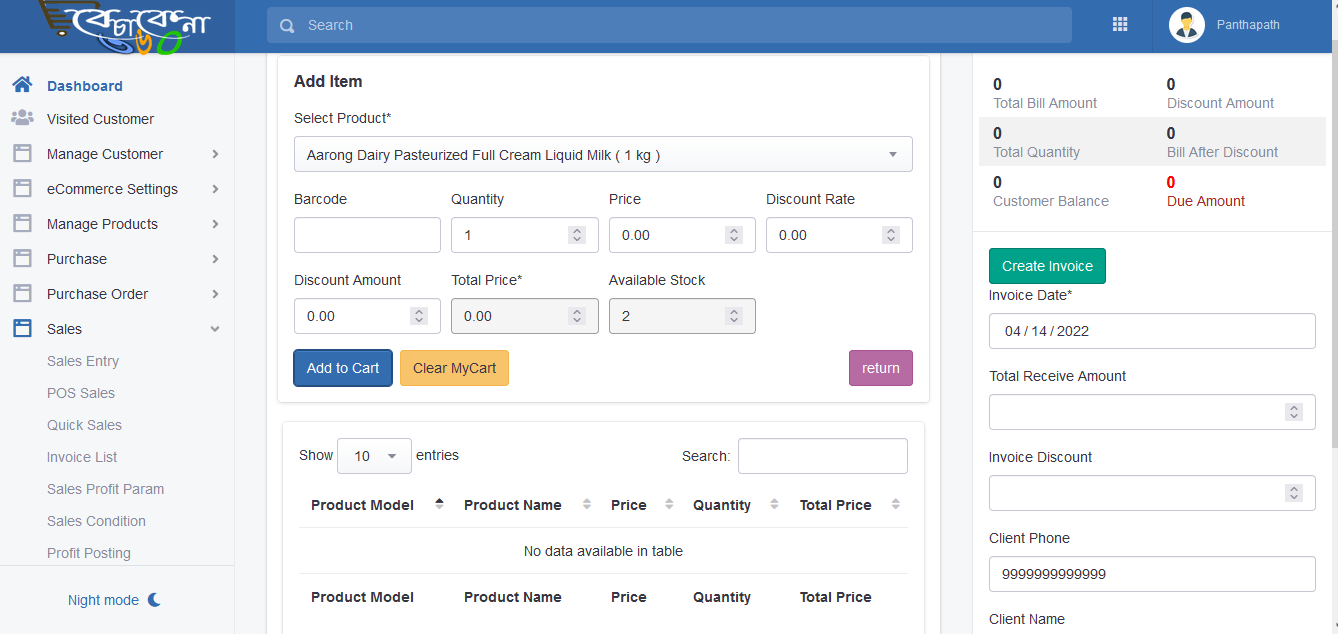 বেচাকেনা
Search
Panthapath
Dashboard
Visited Customer
Manage Customer
eCommerce Settings
Manage Products
Purchase
Purchase Order
Sales
Sales Entry
POS Sales
Quick Sales
Invoice List
Sales Profit Param
Sales Condition
Profit Posting
Night mode
Add Item
Select Product*
Aarong Dairy Pasteurized Full Cream Liquid Milk ( 1 kg )
Barcode Quantity Price Discount Rate
1 0.00 0.00
Discount Amount Total Price* Available Stock
0.00 0.00 2
Add to Cart Clear MyCart return
Show 10 entries Search:
Product Model Product Name Price Quantity Total Price
No data available in table
Product Model Product Name Price Quantity Total Price
0 0
Total Bill Amount Discount Amount
0 0
Total Quantity Bill After Discount
0 0
Customer Balance Due Amount
Create Invoice
Invoice Date*
04 / 14 / 2022
Total Receive Amount
Invoice Discount
Client Phone
9999999999999
Client Name